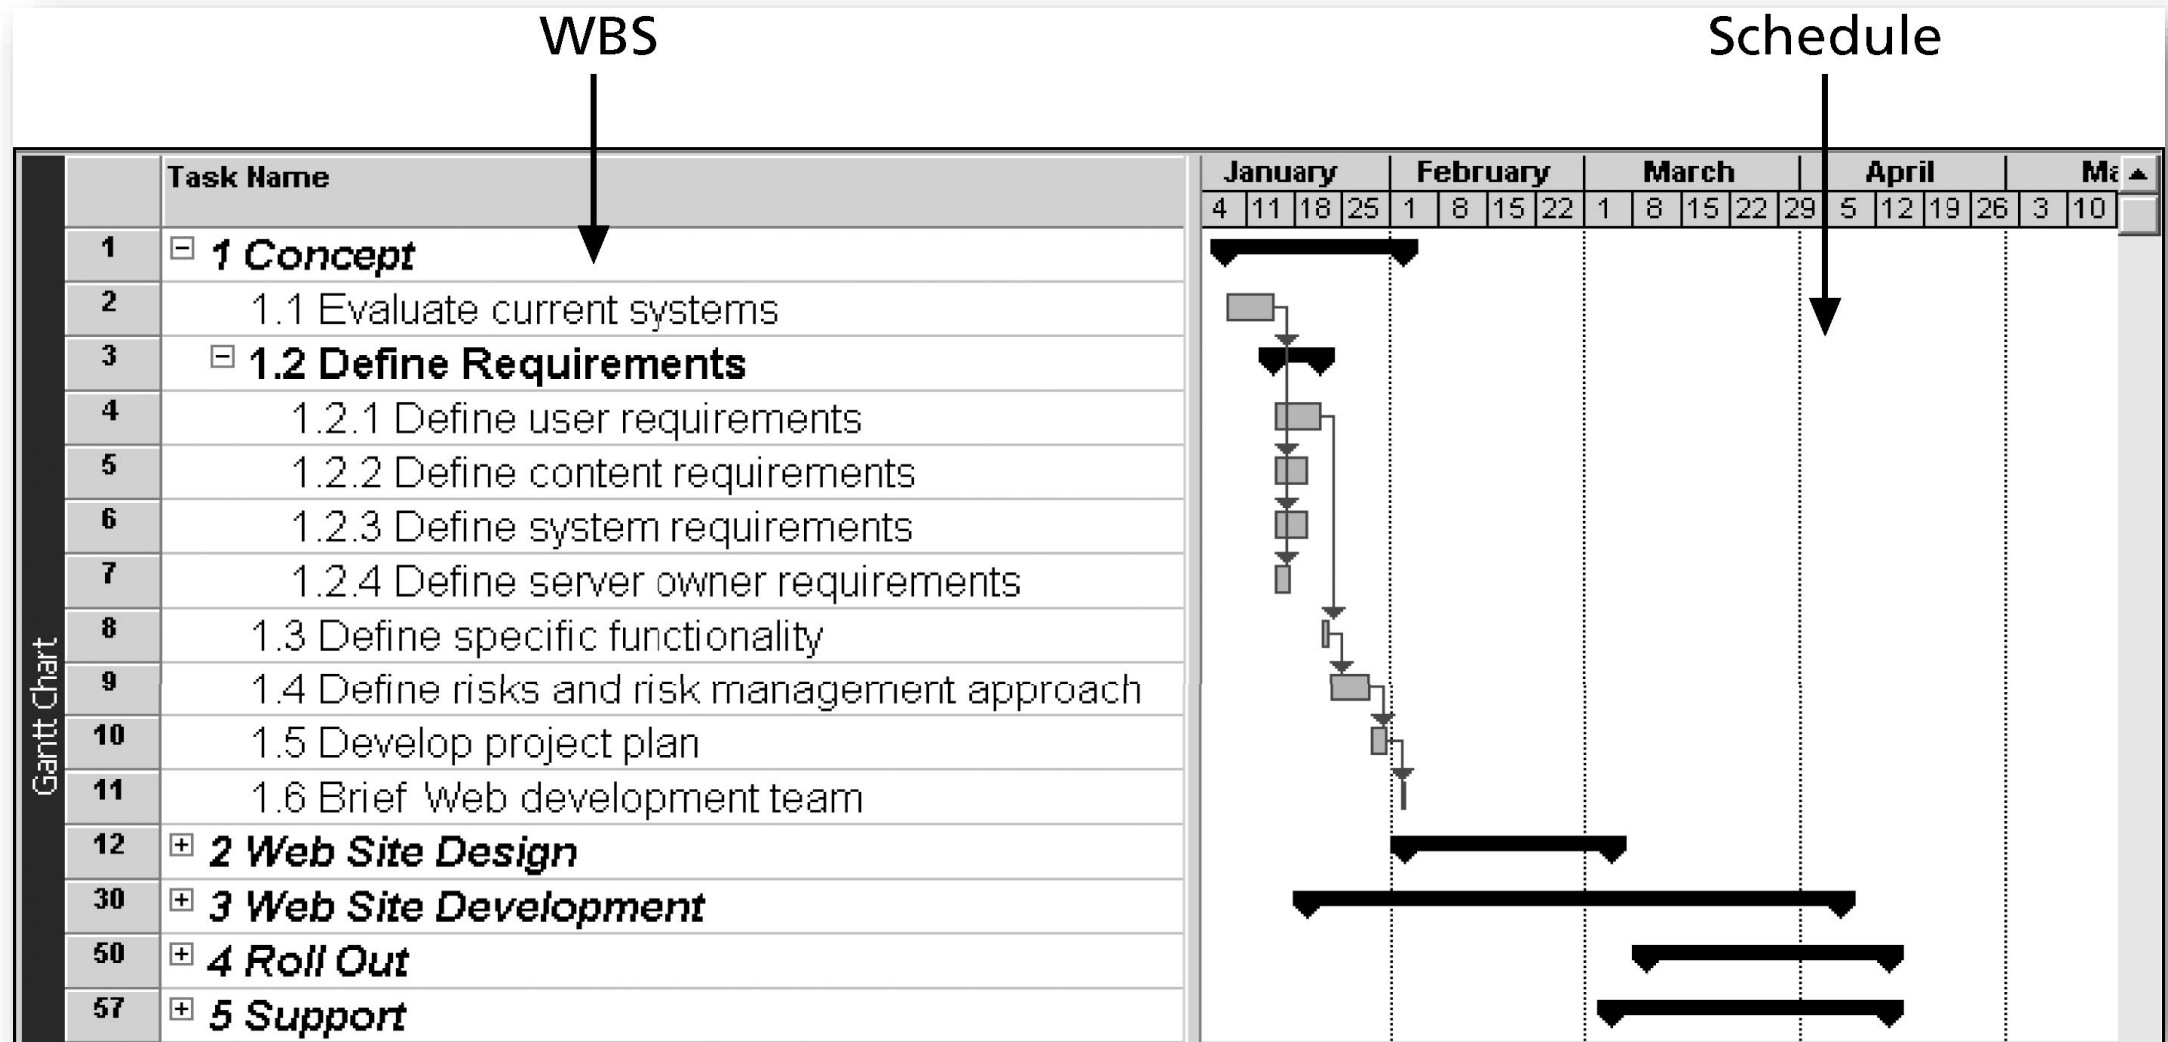 WBS Schedule
Task Name January February March April
4 11 18 25 1 8 15 22 1 8 15 22 29 5 12 19 26 3 10
1 1 Concept
2 1.1 Evaluate current systems
3 1.2 Define Requirements
4 1.2.1 Define user requirements
5 1.2.2 Define content requirements
6 1.2.3 Define system requirements
7 1.2.4 Define server owner requirements
8 1.3 Define specific functionality
9 1.4 Define risks and risk management approach
10 1.5 Develop project plan
11 1.6 Brief Web development team
12 2 Web Site Design
30 3 Web Site Development
50 4 Roll Out
57 5 Support
Gantt Chart